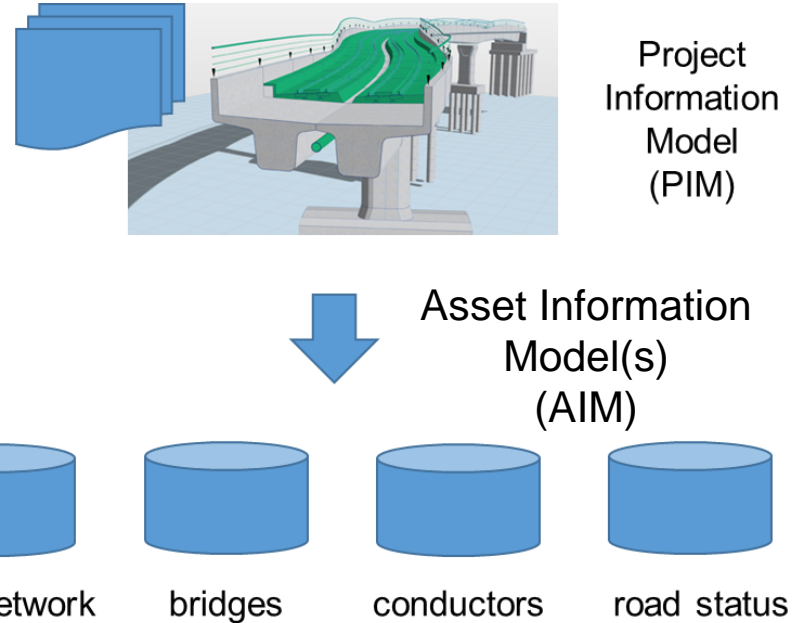 Project
Information
Model
(PIM)
Asset Information
Model(s)
(AIM)
etwork bridges conductors road status